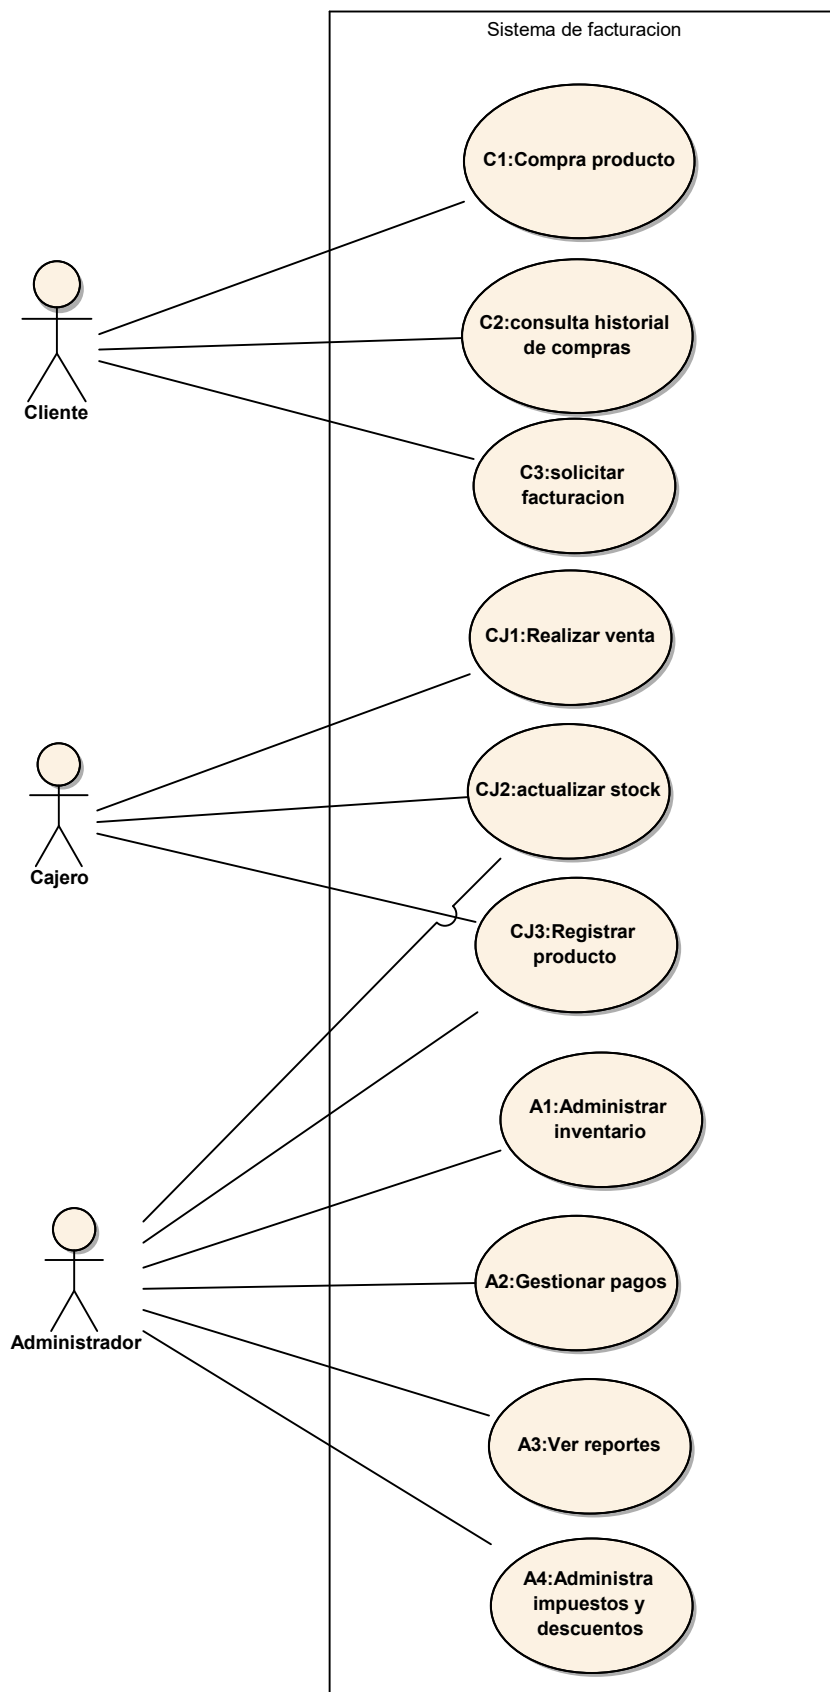 Sistema de facturacion
C1:Compra producto
C2:consulta historial
de compras
Cliente
C3:solicitar
facturacion
CJ1:Realizar venta
CJ2:actualizar stock
Cajero
CJ3:Registrar
producto
A1:Administrar
inventario
A2:Gestionar pagos
Administrador
A3:Ver reportes
A4:Administra
impuestos y
descuentos